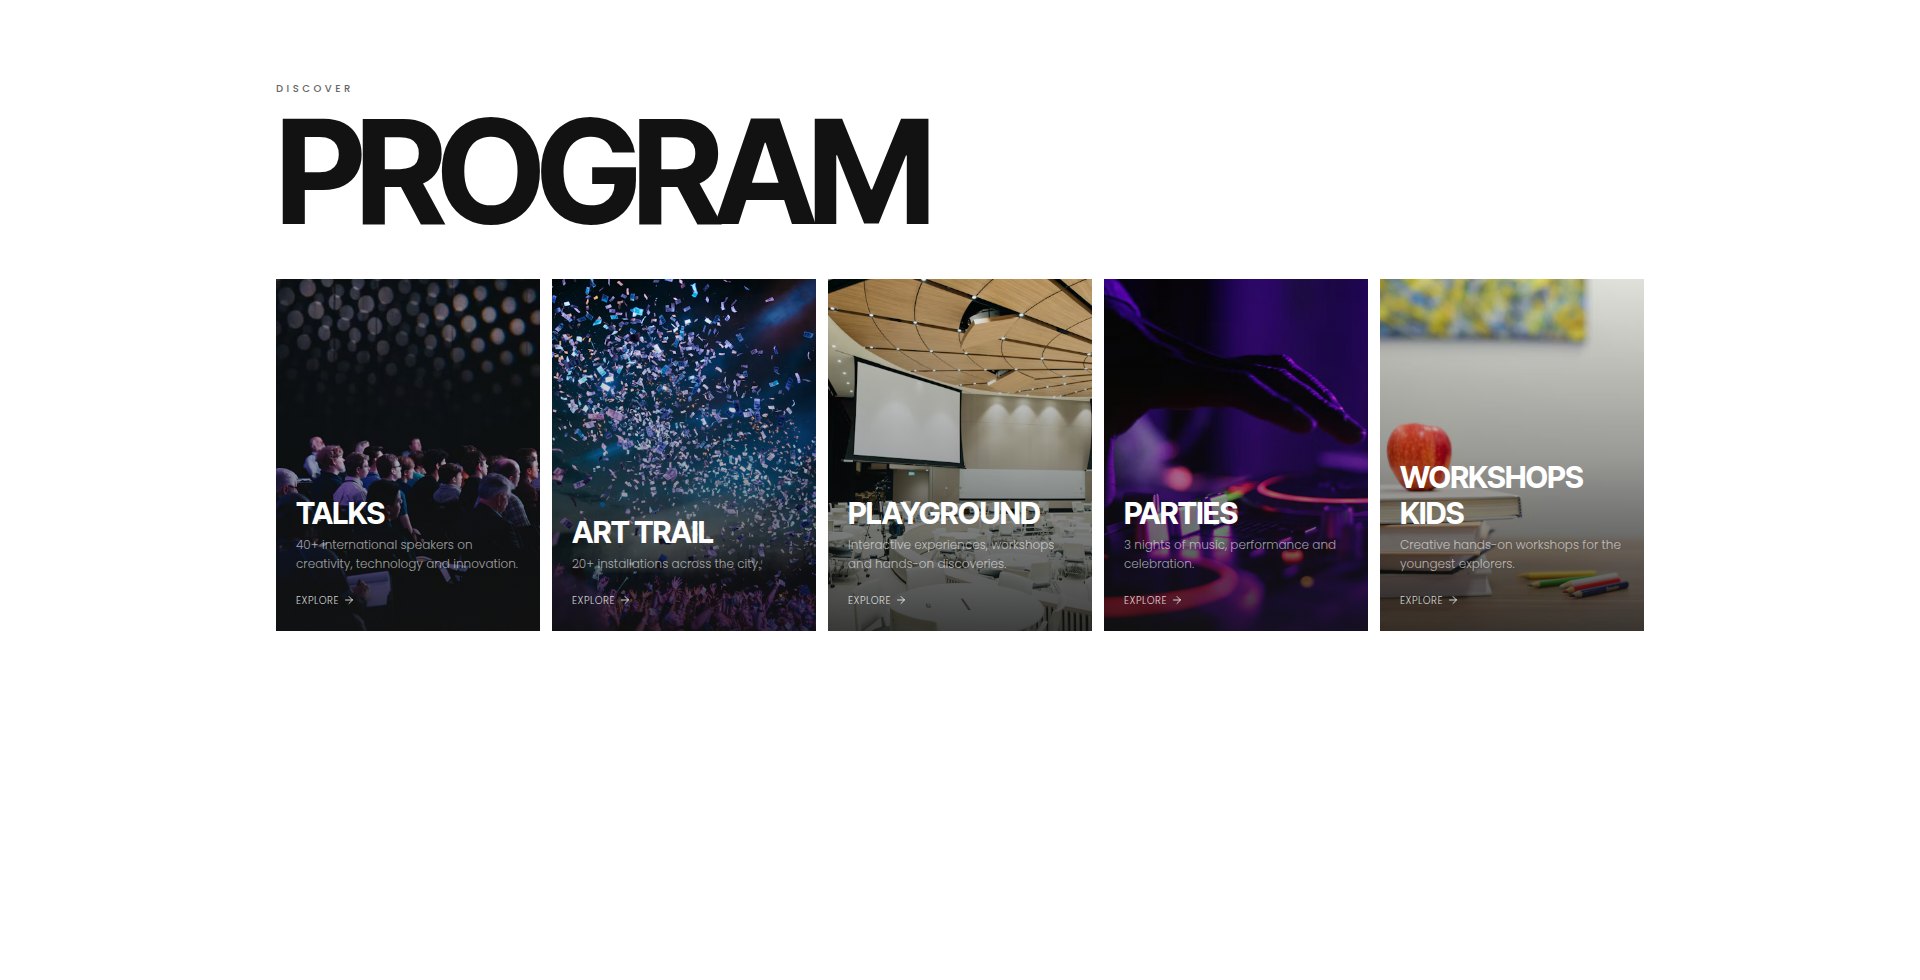 DISCOVER
PROGRAM
TALKS
40+ international speakers on
creativity, technology and innovation.
EXPLORE →
ART TRAIL
20+ installations across the city.
EXPLORE →
PLAYGROUND
Interactive experiences, workshops
and hands-on discoveries.
EXPLORE →
PARTIES
3 nights of music, performance and
celebration.
EXPLORE →
WORKSHOPS
KIDS
Creative hands-on workshops for the
youngest explorers.
EXPLORE →